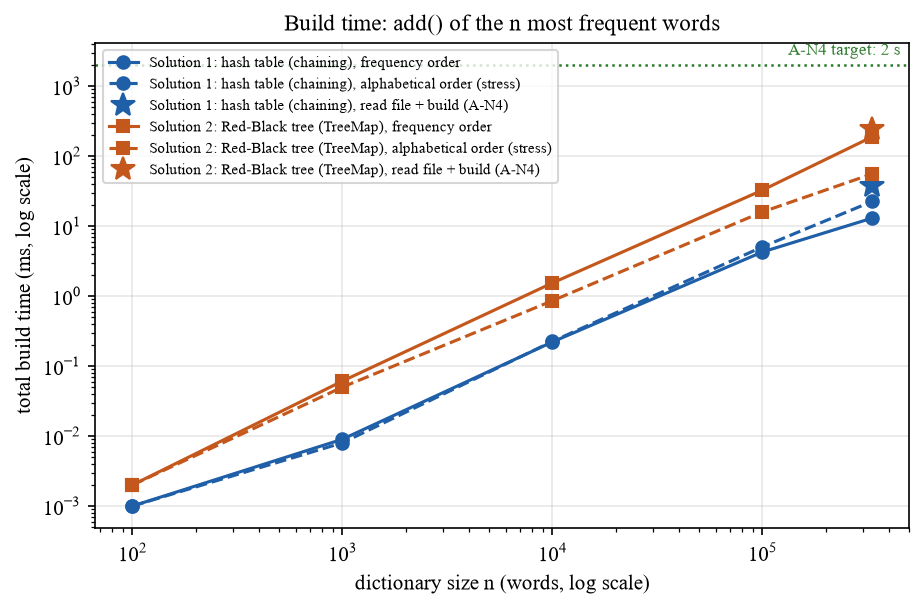 Build time: add() of the n most frequent words
A-N4 target: 2 s
Solution 1: hash table (chaining), frequency order
Solution 1: hash table (chaining), alphabetical order (stress)
Solution 1: hash table (chaining), read file + build (A-N4)
Solution 2: Red-Black tree (TreeMap), frequency order
Solution 2: Red-Black tree (TreeMap), alphabetical order (stress)
Solution 2: Red-Black tree (TreeMap), read file + build (A-N4)
total build time (ms, log scale)
10³
10²
10¹
10⁰
10⁻¹
10⁻²
10⁻³
10² 10³ 10⁴ 10⁵
dictionary size n (words, log scale)